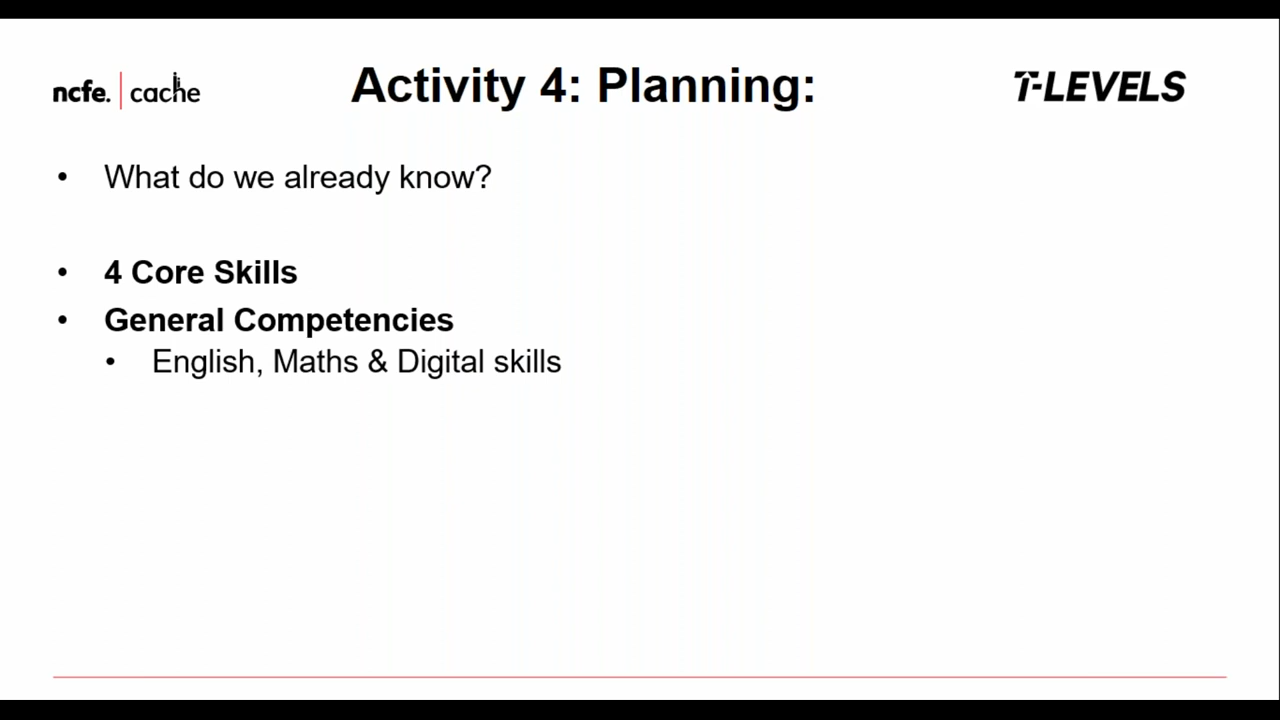 ncfe. cache
Activity 4: Planning:
T-LEVELS
• What do we already know?
• 4 Core Skills
• General Competencies
• English, Maths & Digital skills